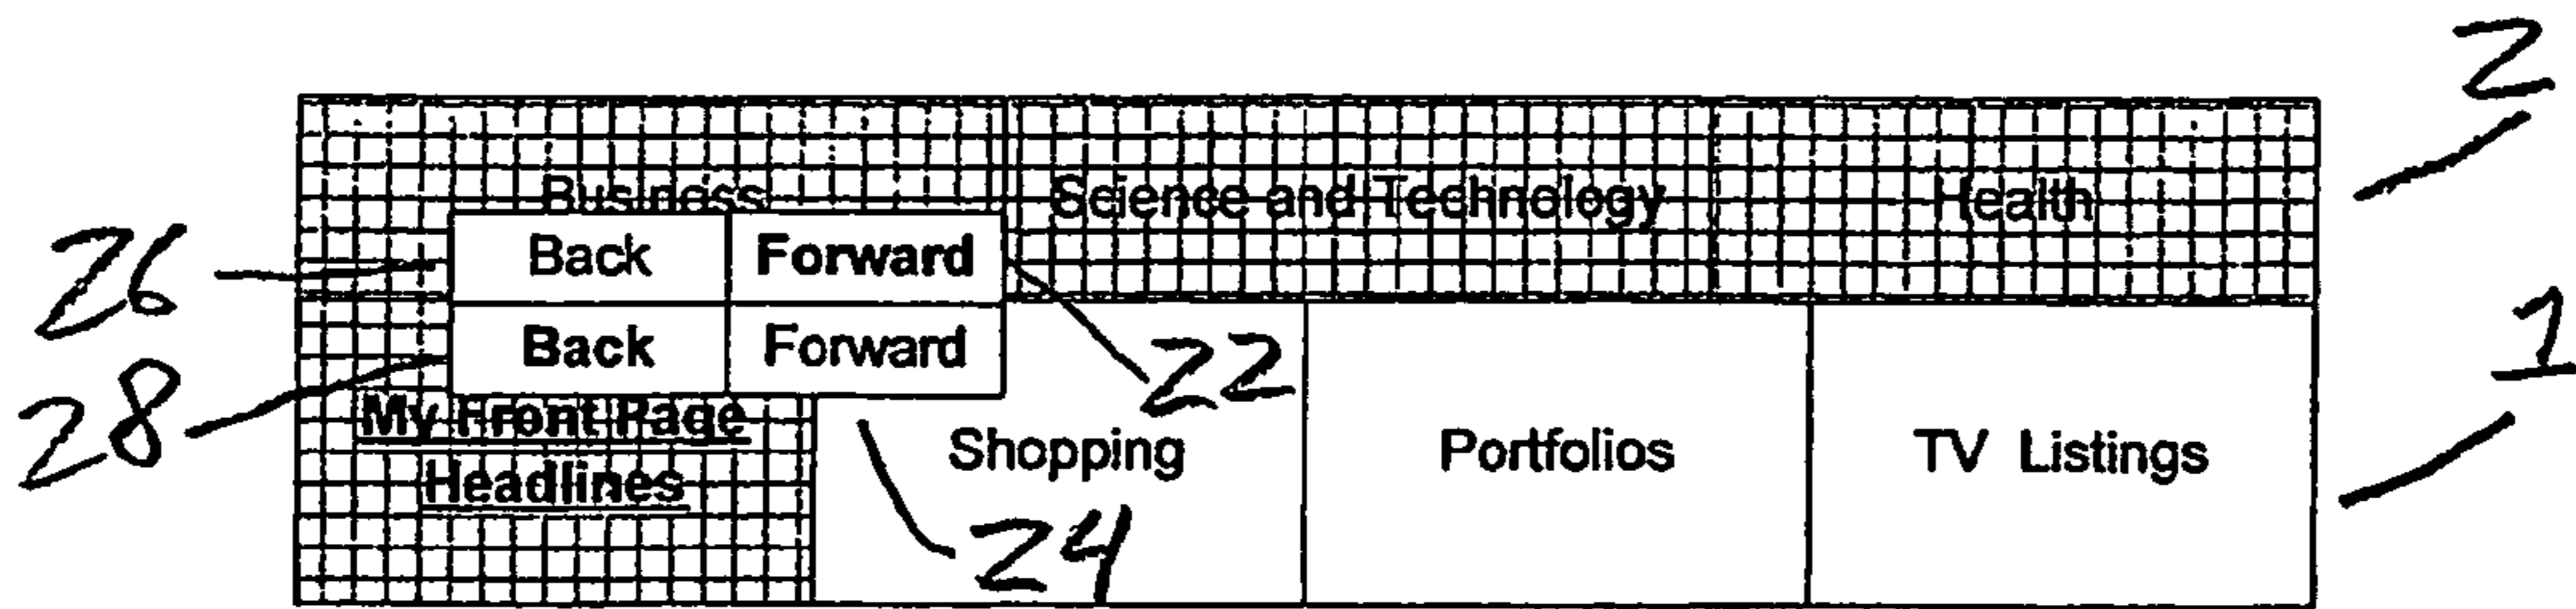 2
Business Science and Technology Health
26 Back Forward
1
28 Back Forward 22
My Front Page
Headlines
Shopping Portfolios TV Listings
24